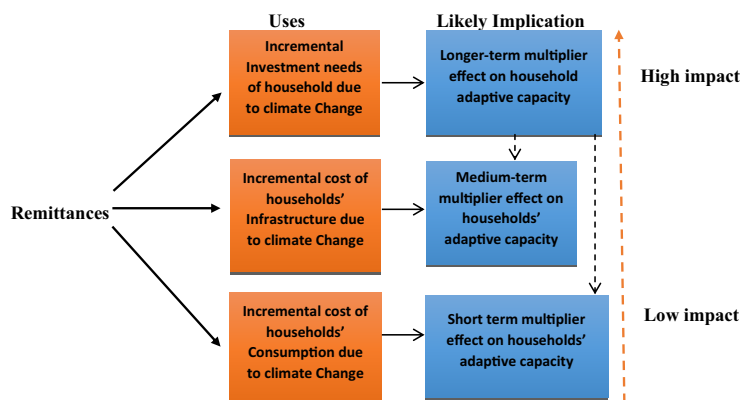 Uses
Likely Implication
Incremental
Investment needs
of household due
to climate Change
Longer-term multiplier
effect on household
adaptive capacity
High impact
Remittances
Incremental cost of
households'
Infrastructure due
to climate Change
Medium-term
multiplier effect on
households'
adaptive capacity
Incremental cost of
households'
Consumption due
to climate Change
Short term multiplier
effect on households'
adaptive capacity
Low impact